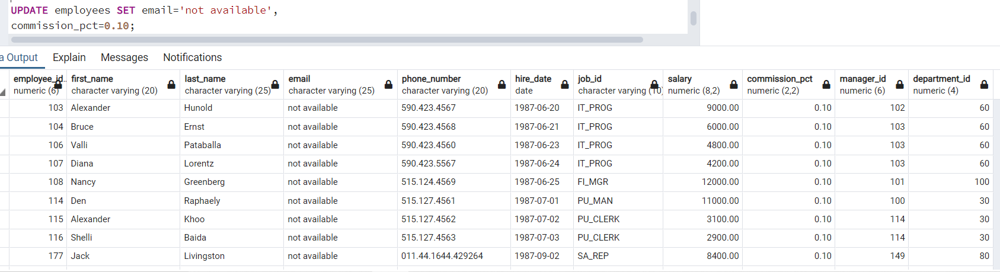 UPDATE employees SET email='not available',
commission_pct=0.10;
a Output Explain Messages Notifications
employee_id.. first_name last_name email phone_number hire_date job_id salary commission_pct manager_id department_id
numeric (6) character varying (20) character varying (25) character varying (25) character varying (20) date character varying (10) numeric (8,2) numeric (2,2) numeric (6) numeric (4)
103 Alexander Hunold not available 590.423.4567 1987-06-20 IT_PROG 9000.00 0.10 102 60
104 Bruce Ernst not available 590.423.4568 1987-06-21 IT_PROG 6000.00 0.10 103 60
106 Valli Pataballa not available 590.423.4560 1987-06-23 IT_PROG 4800.00 0.10 103 60
107 Diana Lorentz not available 590.423.5567 1987-06-24 IT_PROG 4200.00 0.10 103 60
108 Nancy Greenberg not available 515.124.4569 1987-06-25 FI_MGR 12000.00 0.10 101 100
114 Den Raphaely not available 515.127.4561 1987-07-01 PU_MAN 11000.00 0.10 100 30
115 Alexander Khoo not available 515.127.4562 1987-07-02 PU_CLERK 3100.00 0.10 114 30
116 Shelli Baida not available 515.127.4563 1987-07-03 PU_CLERK 2900.00 0.10 114 30
177 Jack Livingston not available 011.44.1644.429264 1987-09-02 SA_REP 8400.00 0.10 149 80